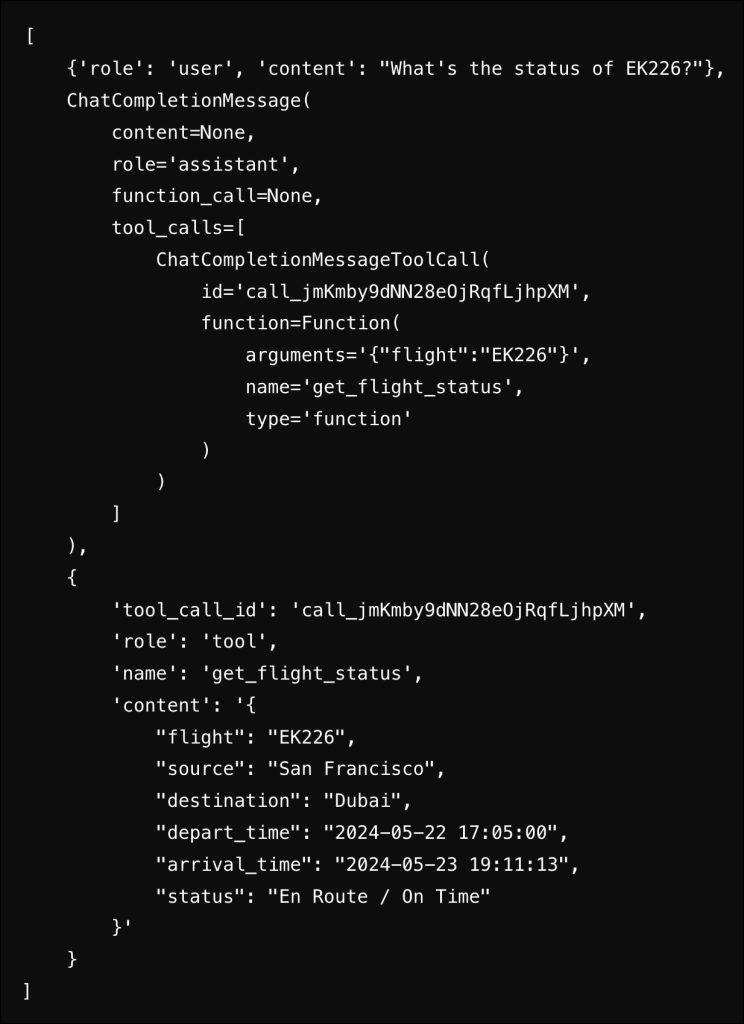 [
    {'role': 'user', 'content': "What's the status of EK226?"},
    ChatCompletionMessage(
        content=None,
        role='assistant',
        function_call=None,
        tool_calls=[
            ChatCompletionMessageToolCall(
                id='call_jmKmby9dNN28eOjRqfLjhpXM',
                function=Function(
                    arguments='{"flight":"EK226"}',
                    name='get_flight_status',
                    type='function'
                )
            )
        ]
    ),
    {
        'tool_call_id': 'call_jmKmby9dNN28eOjRqfLjhpXM',
        'role': 'tool',
        'name': 'get_flight_status',
        'content': '{
            "flight": "EK226",
            "source": "San Francisco",
            "destination": "Dubai",
            "depart_time": "2024-05-22 17:05:00",
            "arrival_time": "2024-05-23 19:11:13",
            "status": "En Route / On Time"
        }'
    }
]